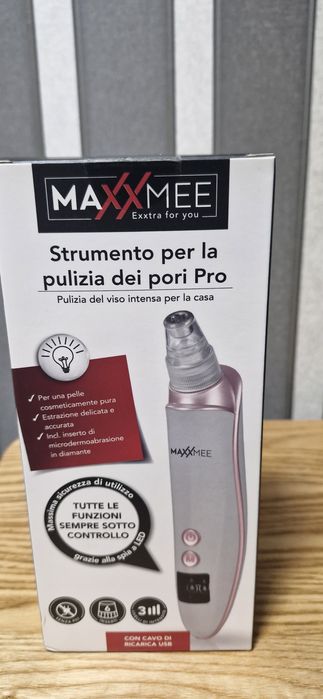 MAXXMEE
Exxtra for you
Strumento per la
pulizia dei pori Pro
Pulizia del viso intensa per la casa
Per una pelle
cosmeticamente pura
Estrazione delicata e
accurata
Incl. inserto di
microdermoabrasione
in diamante
MAXXMEE
Massima sicurezza di utilizzo
TUTTE LE
FUNZIONI
SEMPRE SOTTO
CONTROLLO
grazie alla spia a LED
M
3
CON CAVO DI
RICARICA USB